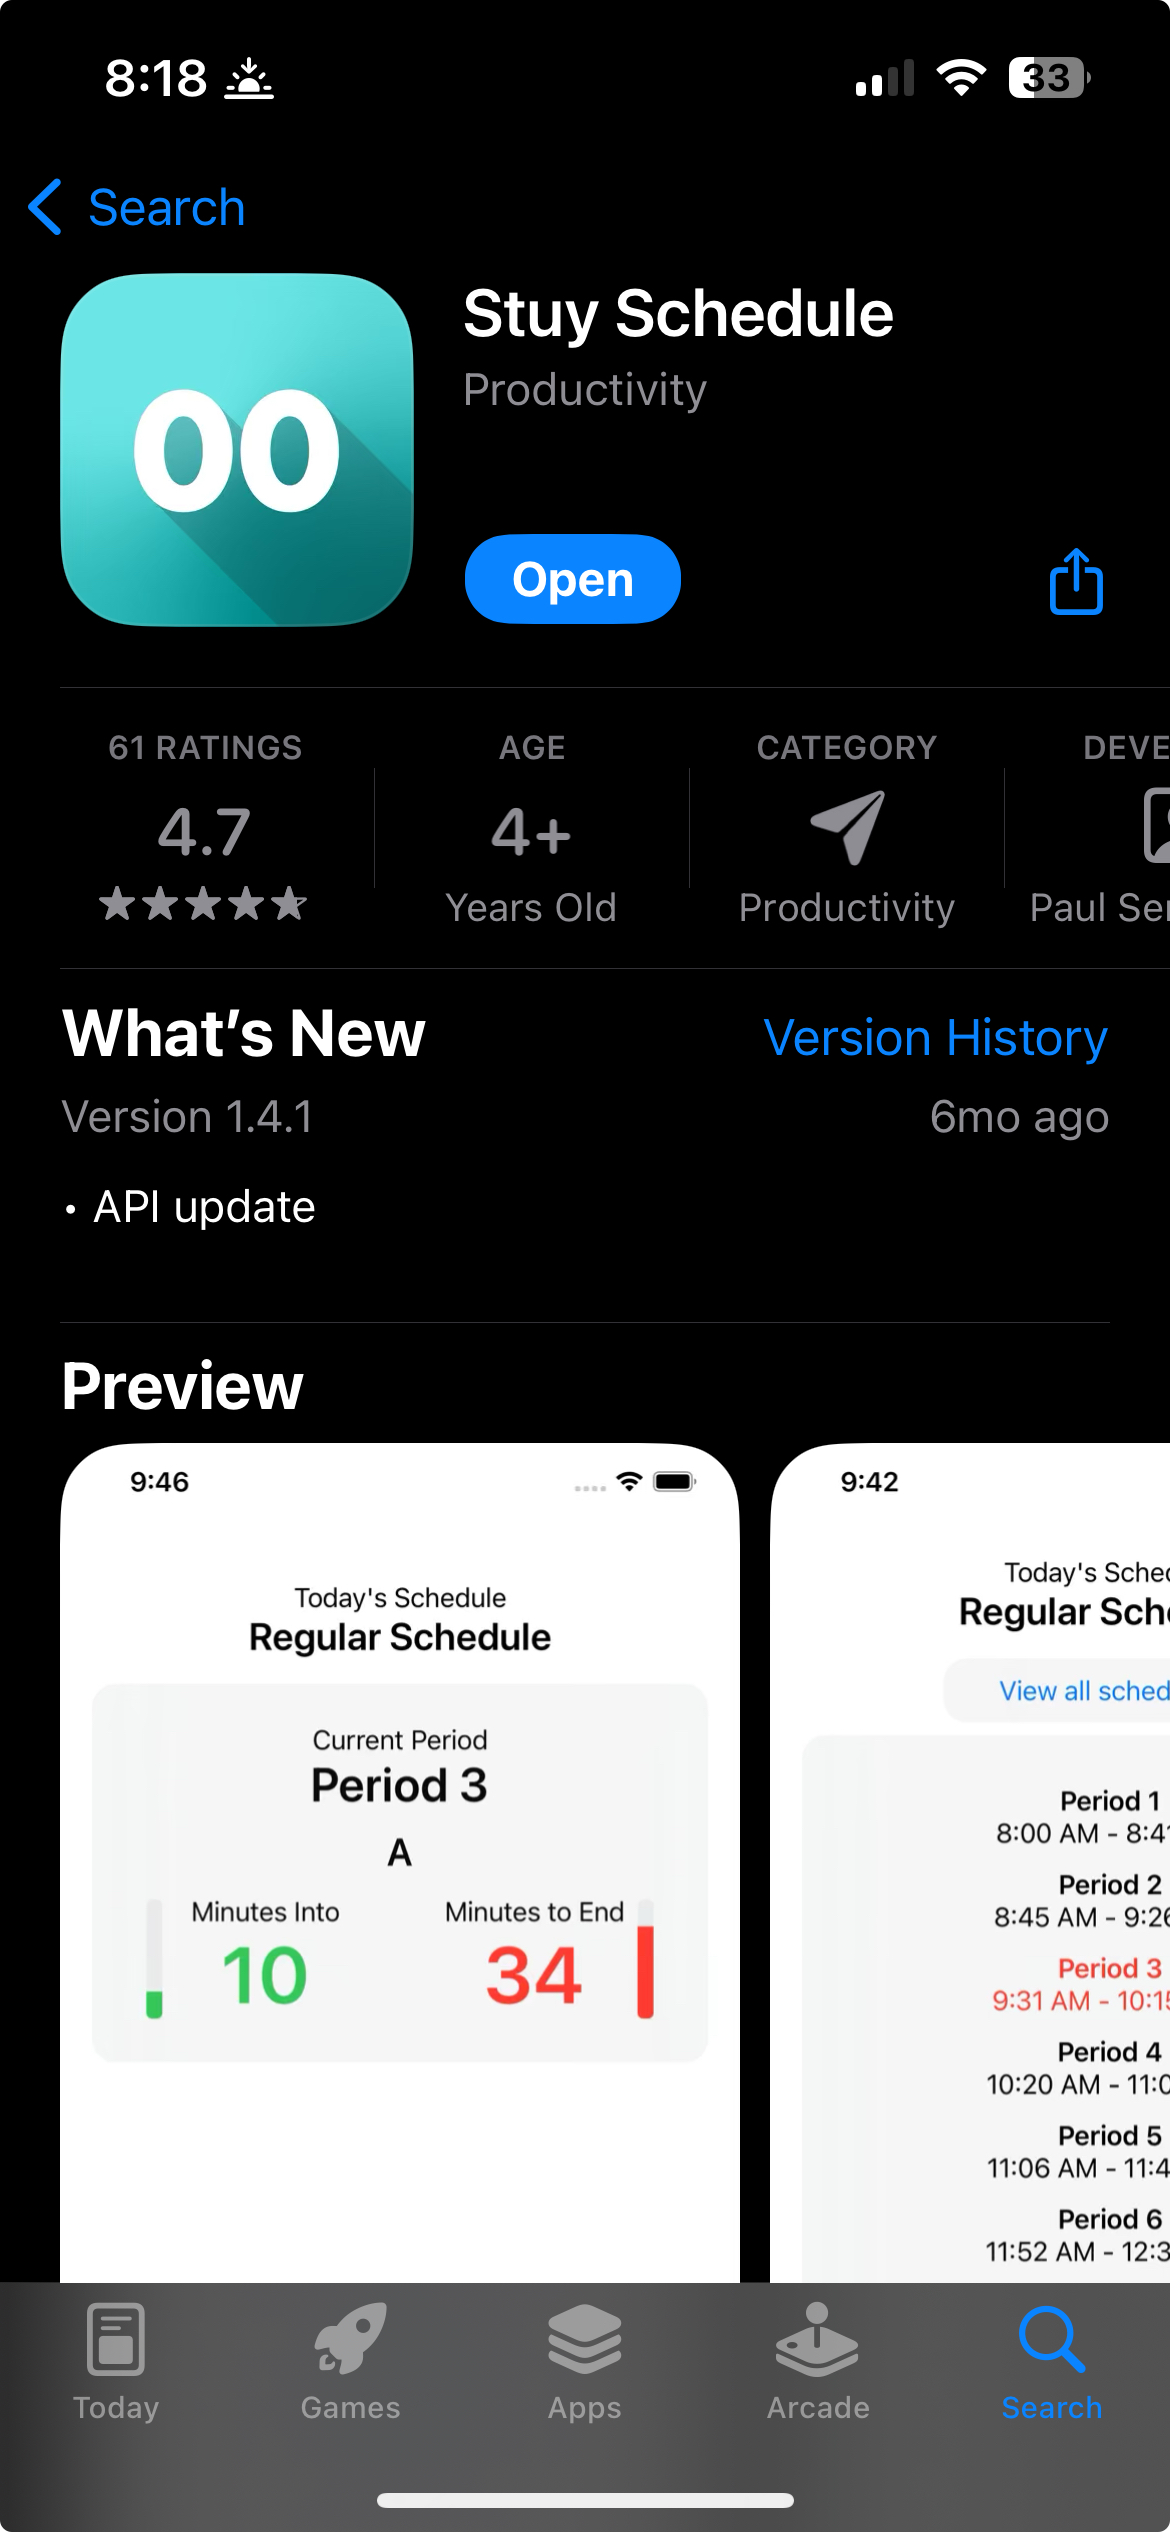 8:18
33
Search
00
Stuy Schedule
Productivity
Open
61 RATINGS
4.7
AGE
4+
Years Old
CATEGORY
Productivity
DEVE
Paul Ser
What's New
Version History
Version 1.4.1
6mo ago
• API update
Preview
9:46
Today's Schedule
Regular Schedule
Current Period
Period 3
A
Minutes Into
10
Minutes to End
34
9:42
Today's Sched
Regular Sche
View all sched
Period 1
8:00 AM - 8:41
Period 2
8:45 AM - 9:26
Period 3
9:31 AM - 10:15
Period 4
10:20 AM - 11:0
Period 5
11:06 AM - 11:4
Period 6
11:52 AM - 12:3
Today
Games
Apps
Arcade
Search